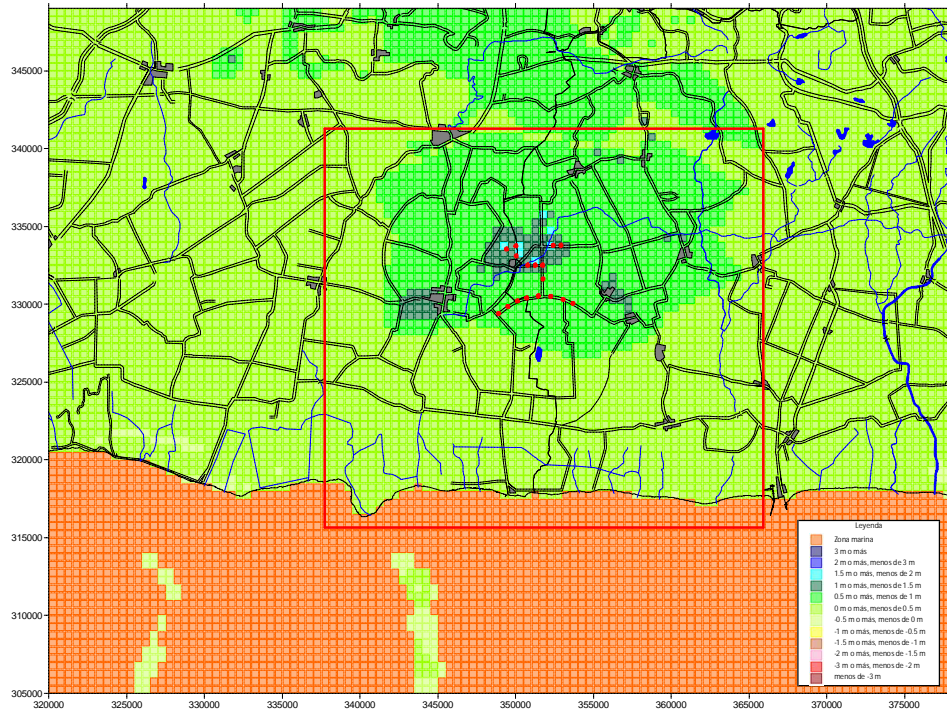 345000
340000
335000
330000
325000
320000
315000
310000
305000
320000 325000 330000 335000 340000 345000 350000 355000 360000 365000 370000 375000
Leyenda
Zona marina
3 m o más
2 m o más, menos de 3 m
1.5 m o más, menos de 2 m
1 m o más, menos de 1.5 m
0.5 m o más, menos de 1 m
0 m o más, menos de 0.5 m
-0.5 m o más, menos de 0 m
-1 m o más, menos de -0.5 m
-1.5 m o más, menos de -1 m
-2 m o más, menos de -1.5 m
-3 m o más, menos de -2 m
menos de -3 m